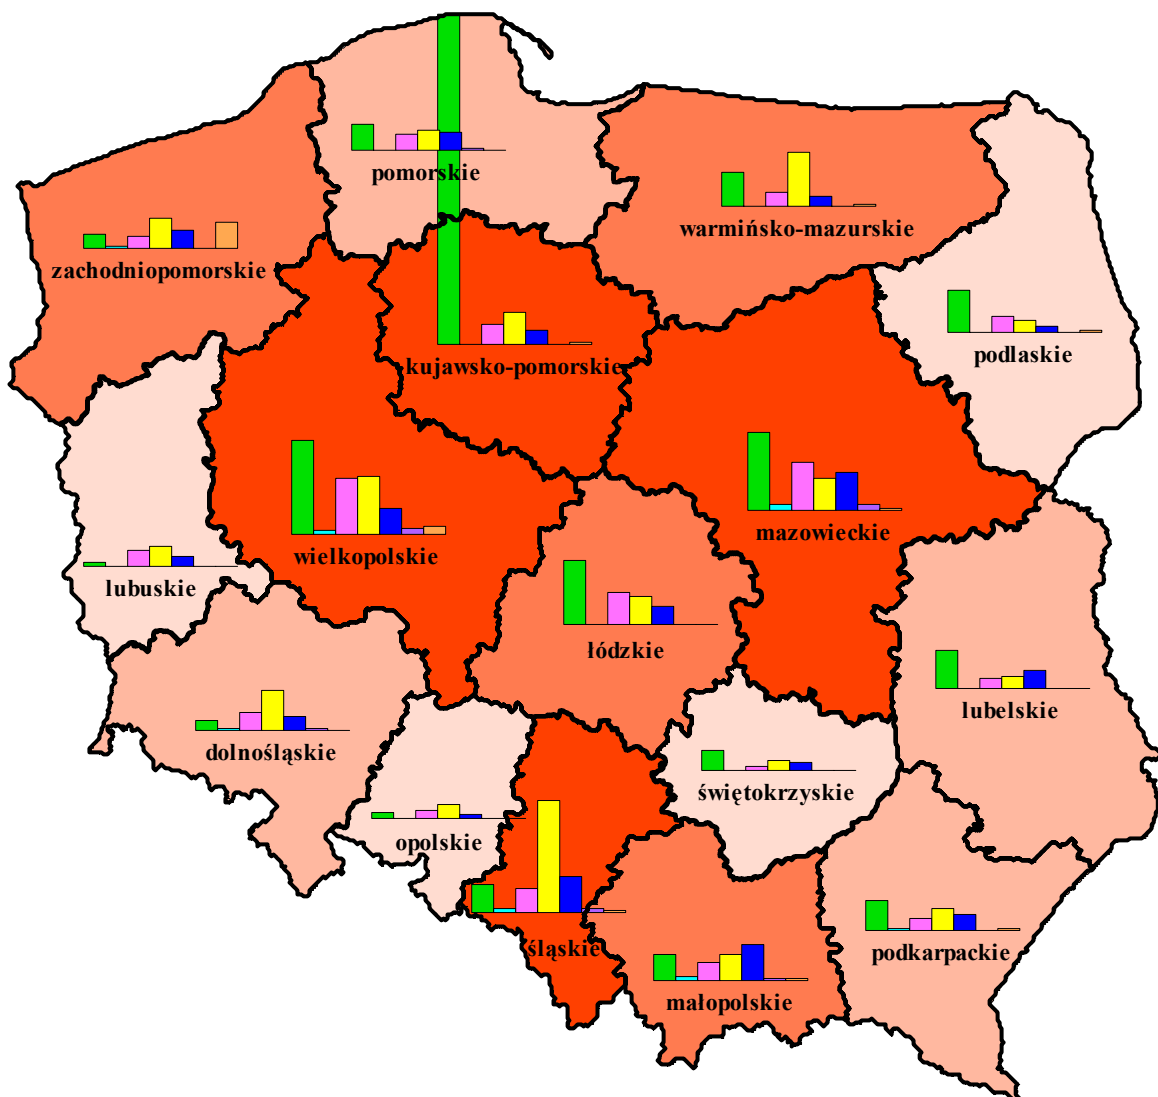 pomorskie
warmińsko-mazurskie
zachodniopomorskie
podlaskie
kujawsko-pomorskie
mazowieckie
wielkopolskie
lubuskie
łódzkie
lubelskie
dolnośląskie
świętokrzyskie
opolskie
śląskie
podkarpackie
małopolskie